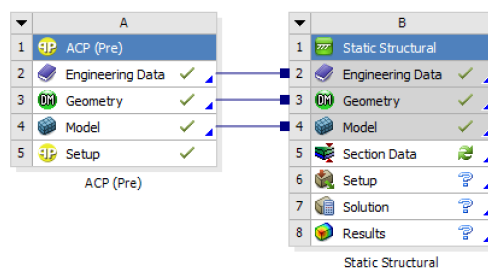 A
1 ACP (Pre)
2 Engineering Data
3 Geometry
4 Model
5 Setup
ACP (Pre)
B
1 Static Structural
2 Engineering Data
3 Geometry
4 Model
5 Section Data
6 Setup
7 Solution
8 Results
Static Structural